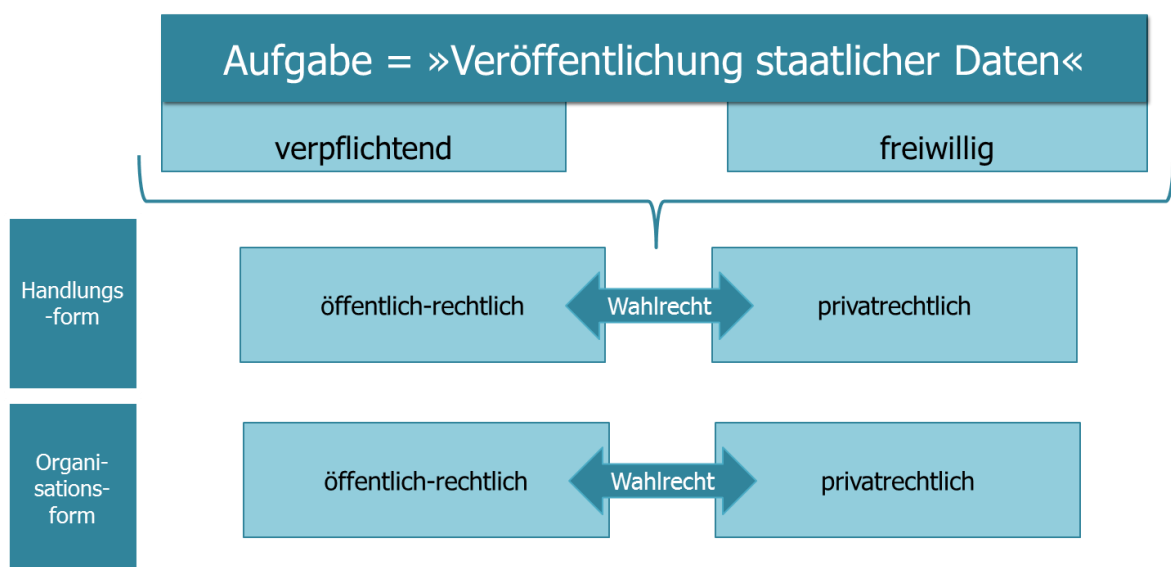 Aufgabe = »Veröffentlichung staatlicher Daten«
verpflichtend
freiwillig
Handlungs
-form
öffentlich-rechtlich
Wahlrecht
privatrechtlich
Organi-
sations-
form
öffentlich-rechtlich
Wahlrecht
privatrechtlich